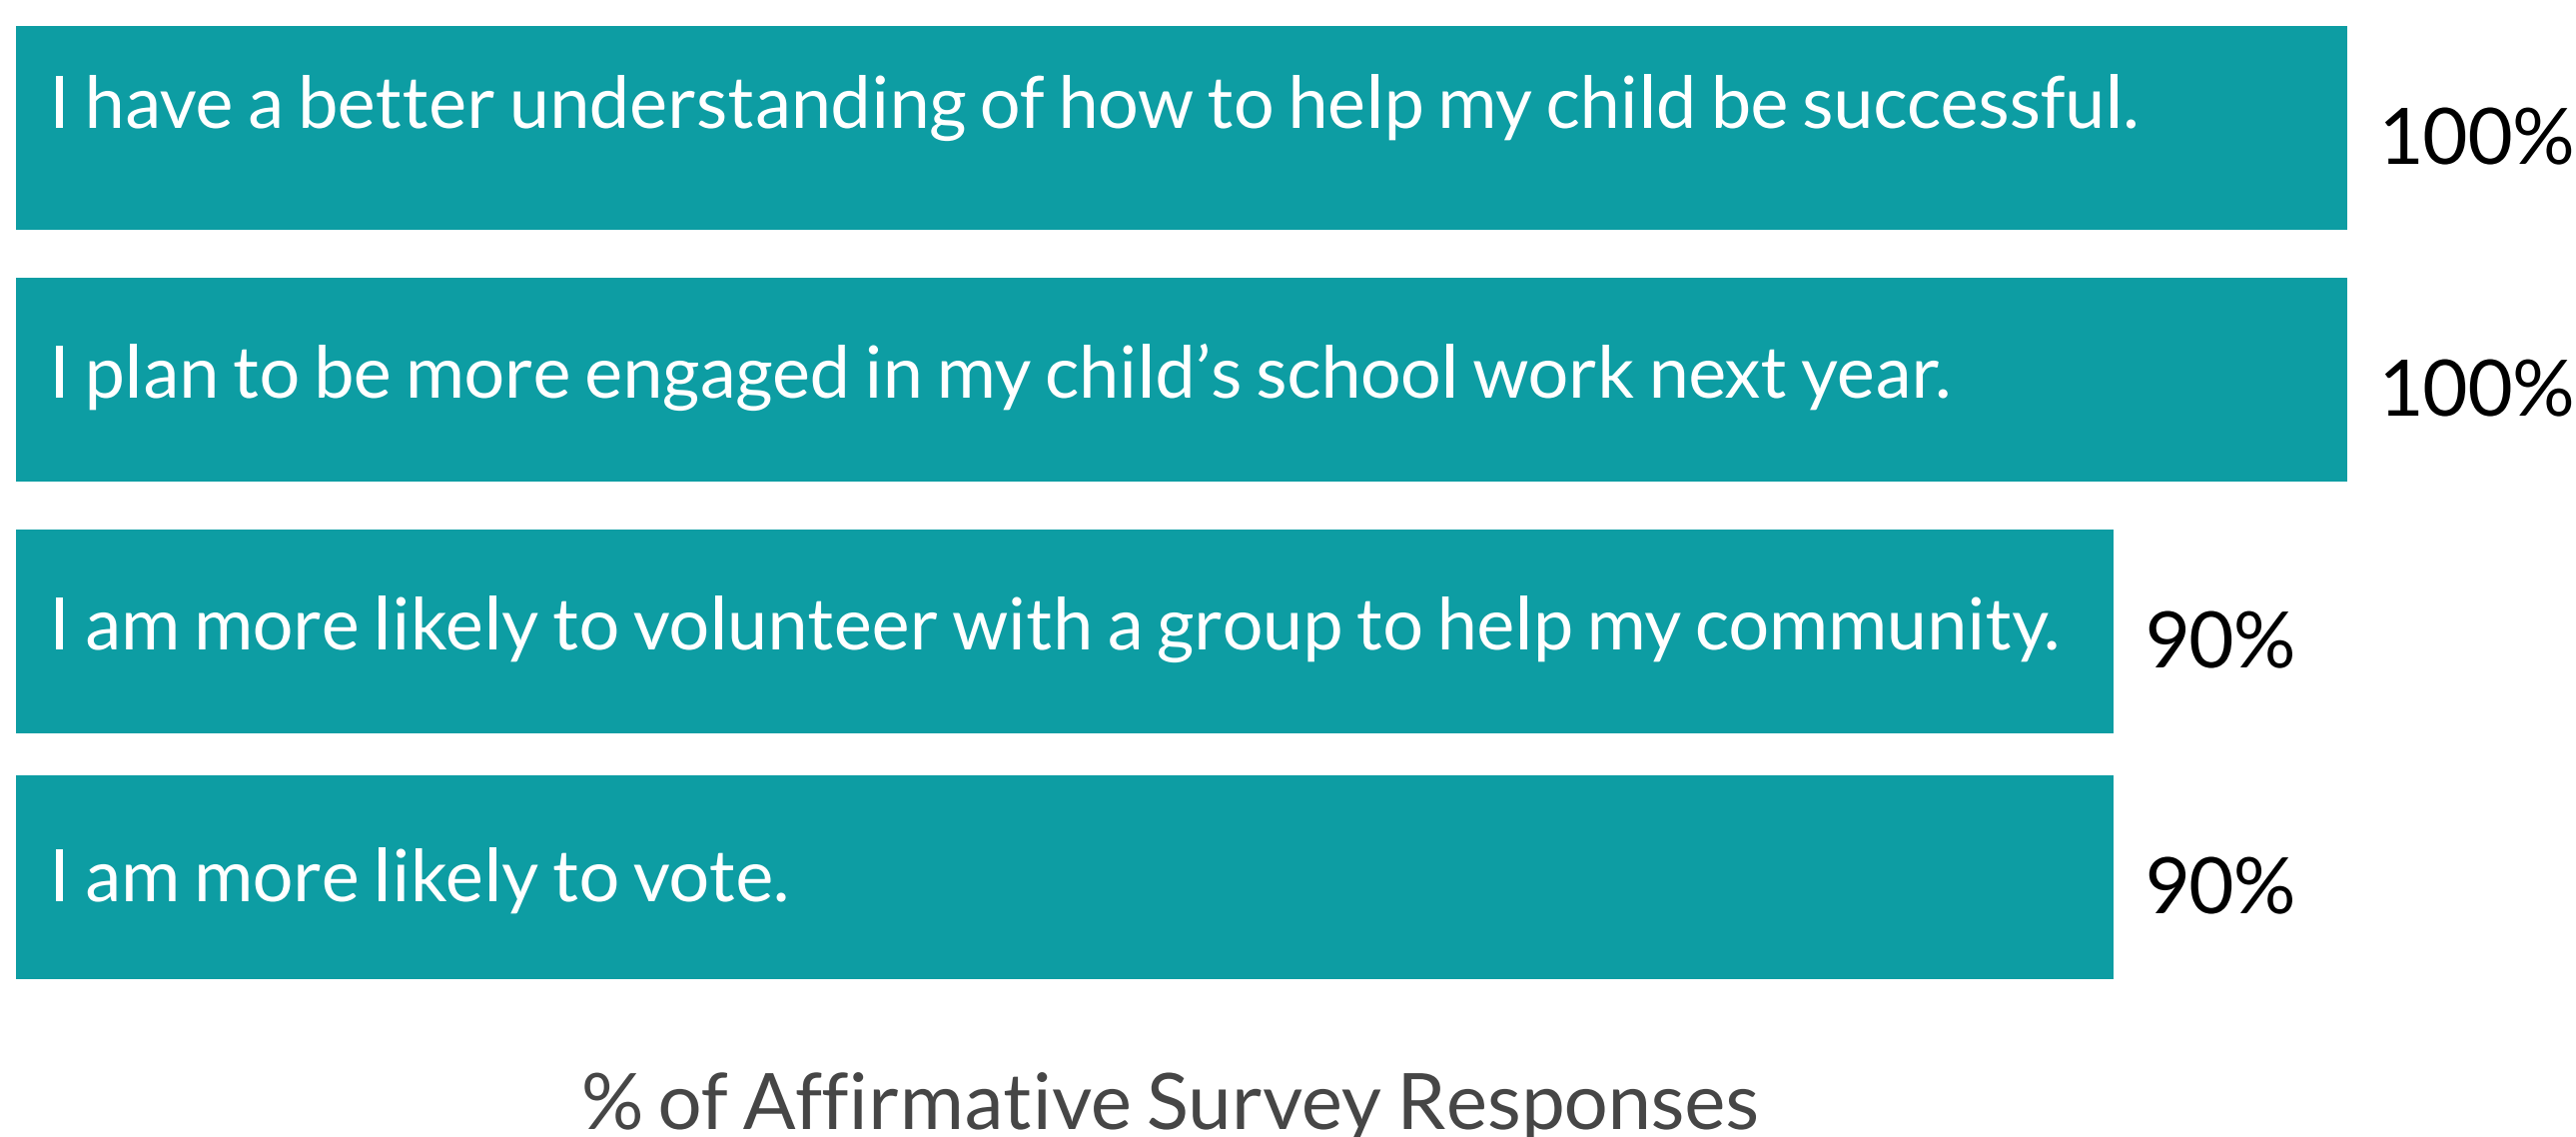 I have a better understanding of how to help my child be successful.
100%
I plan to be more engaged in my child’s school work next year.
100%
I am more likely to volunteer with a group to help my community.
90%
I am more likely to vote.
90%
% of Affirmative Survey Responses